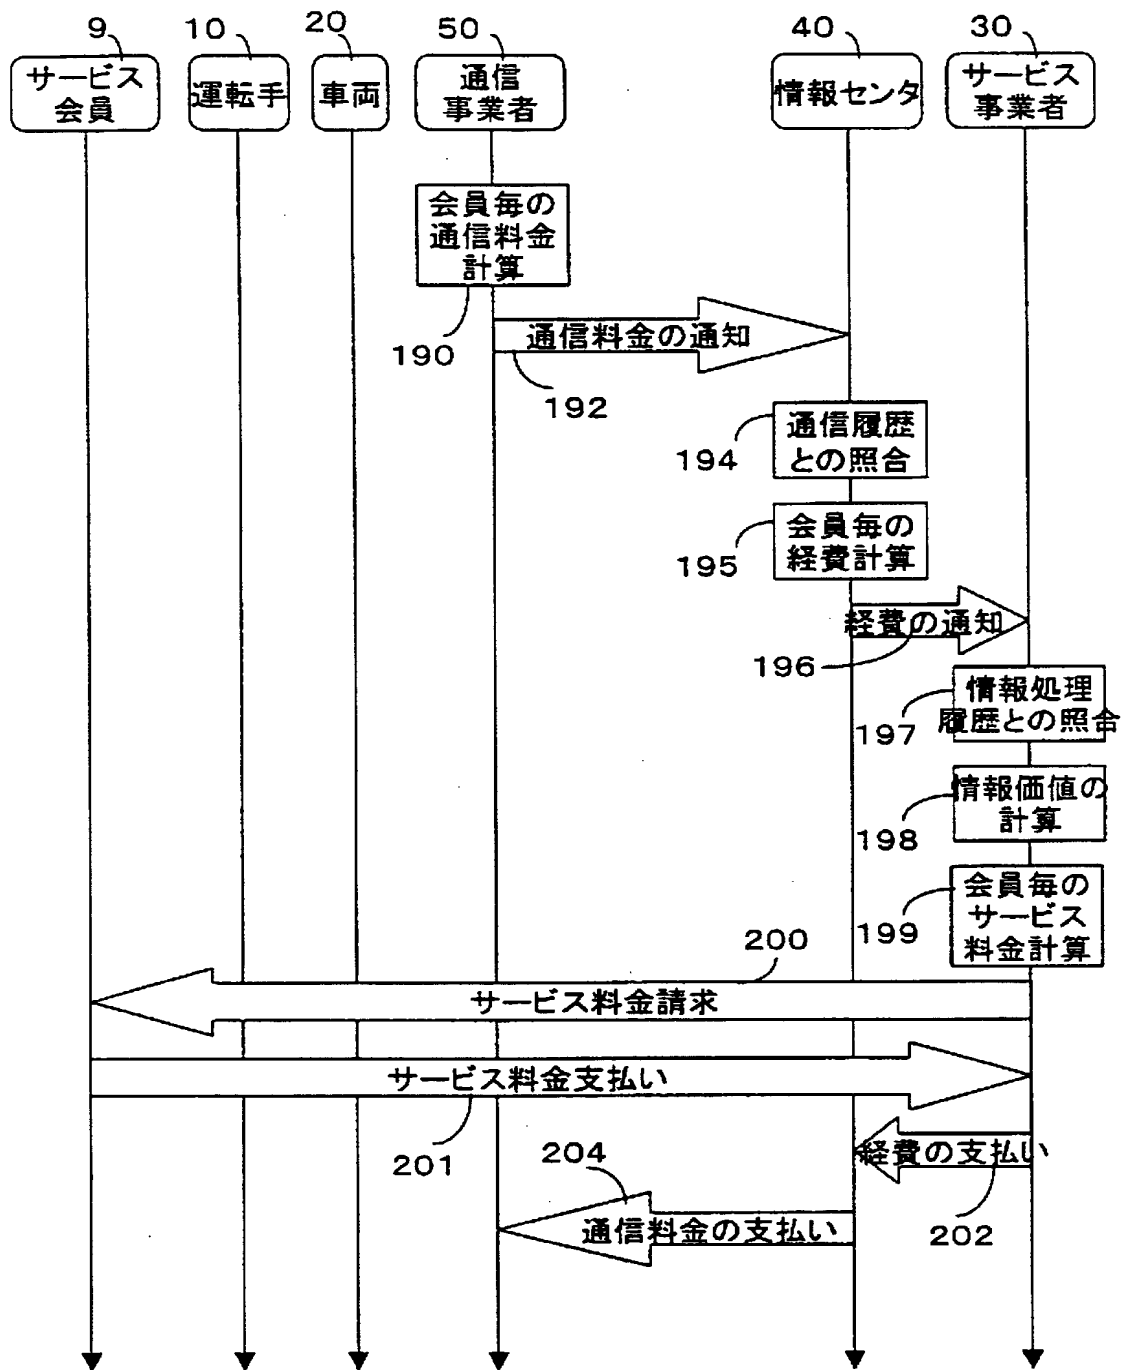 9
10
20
50
40
30
サービス
会員
運転手
車両
通信
事業者
情報センタ
サービス
事業者
会員毎の
通信料金
計算
190
通信料金の通知
192
通信履歴
との照合
194
会員毎の
経費計算
195
経費の通知
196
情報処理
履歴との照合
197
情報価値の
計算
198
会員毎の
サービス
料金計算
199
200
サービス料金請求
サービス料金支払い
201
経費の支払い
202
204
通信料金の支払い